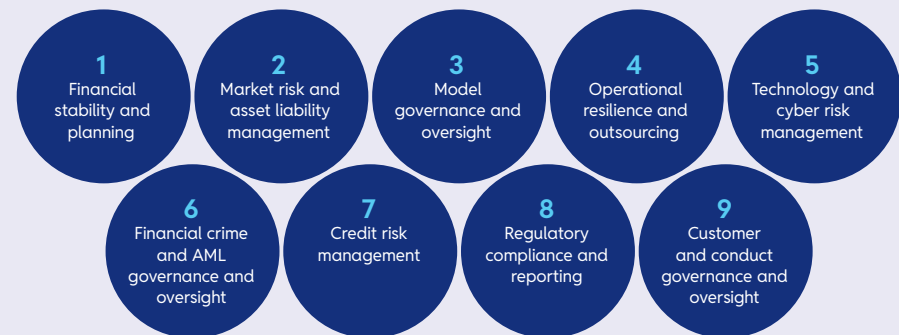 1
Financial
stability and
planning
2
Market risk and
asset liability
management
3
Model
governance and
oversight
4
Operational
resilience and
outsourcing
5
Technology and
cyber risk
management
6
Financial crime
and AML
governance and
oversight
7
Credit risk
management
8
Regulatory
compliance and
reporting
9
Customer
and conduct
governance and
oversight